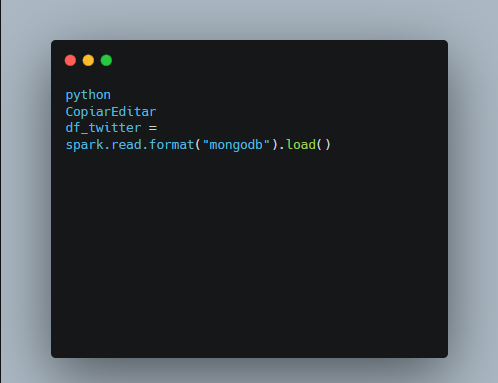 python
CopiarEditar
df_twitter =
spark.read.format("mongodb").load()